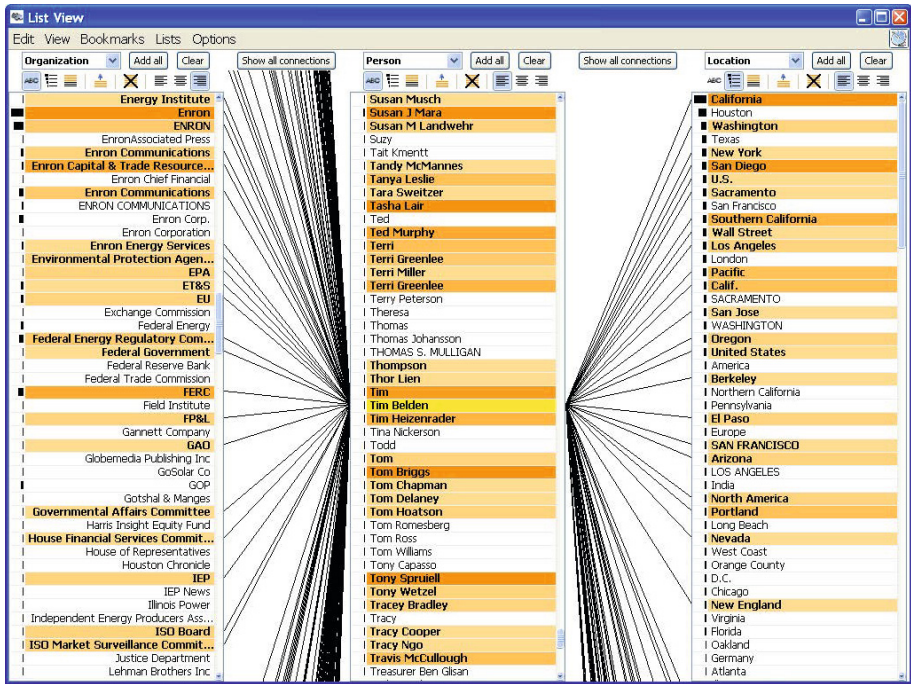 List View
Edit View Bookmarks Lists Options
Organization Add all Clear Show all connections Person Add all Clear Show all connections Location Add all Clear
ABC ABC ABC
Energy Institute
Enron
ENRON
EnronAssociated Press
Enron Communications
Enron Capital & Trade Resource...
Enron Chief Financial
Enron Communications
ENRON COMMUNICATIONS
Enron Corp.
Enron Corporation
Enron Energy Services
Environmental Protection Agen...
EPA
ET&S
EU
Exchange Commission
Federal Energy
Federal Energy Regulatory Com...
Federal Government
Federal Reserve Bank
Federal Trade Commission
FERC
Field Institute
FP&L
Gannett Company
GAO
Globemedia Publishing Inc
GoSolar Co
GOP
Gotshal & Manges
Governmental Affairs Committee
Harris Insight Equity Fund
House Financial Services Commit...
House of Representatives
Houston Chronicle
IEP
IEP News
Illinois Power
Independent Energy Producers Ass...
ISO Board
ISO Market Surveillance Commit...
Justice Department
Lehman Brothers Inc
Susan Musch
Susan J Mara
Susan M Landwehr
Suzy
Tait Kmentt
Tandy McMannes
Tanya Leslie
Tara Sweitzer
Tasha Lair
Ted
Ted Murphy
Terri
Terri Greenlee
Terri Miller
Terri Greenlee
Terry Peterson
Theresa
Thomas
Thomas Johansson
THOMAS S. MULLIGAN
Thompson
Thor Lien
Tim
Tim Belden
Tim Heizenrader
Tina Nickerson
Todd
Tom
Tom Briggs
Tom Chapman
Tom Delaney
Tom Hoatson
Tom Romesberg
Tom Ross
Tom Williams
Tony Capasso
Tony Spruiell
Tony Wetzel
Tracey Bradley
Tracy
Tracy Cooper
Tracy Ngo
Travis McCullough
Treasurer Ben Glisan
California
Houston
Washington
Texas
New York
San Diego
U.S.
Sacramento
San Francisco
Southern California
Wall Street
Los Angeles
London
Pacific
Calif.
SACRAMENTO
San Jose
WASHINGTON
Oregon
United States
America
Berkeley
Northern California
Pennsylvania
El Paso
Europe
SAN FRANCISCO
Arizona
LOS ANGELES
India
North America
Portland
Long Beach
Nevada
West Coast
Orange County
D.C.
Chicago
New England
Virginia
Florida
Oakland
Germany
Atlanta